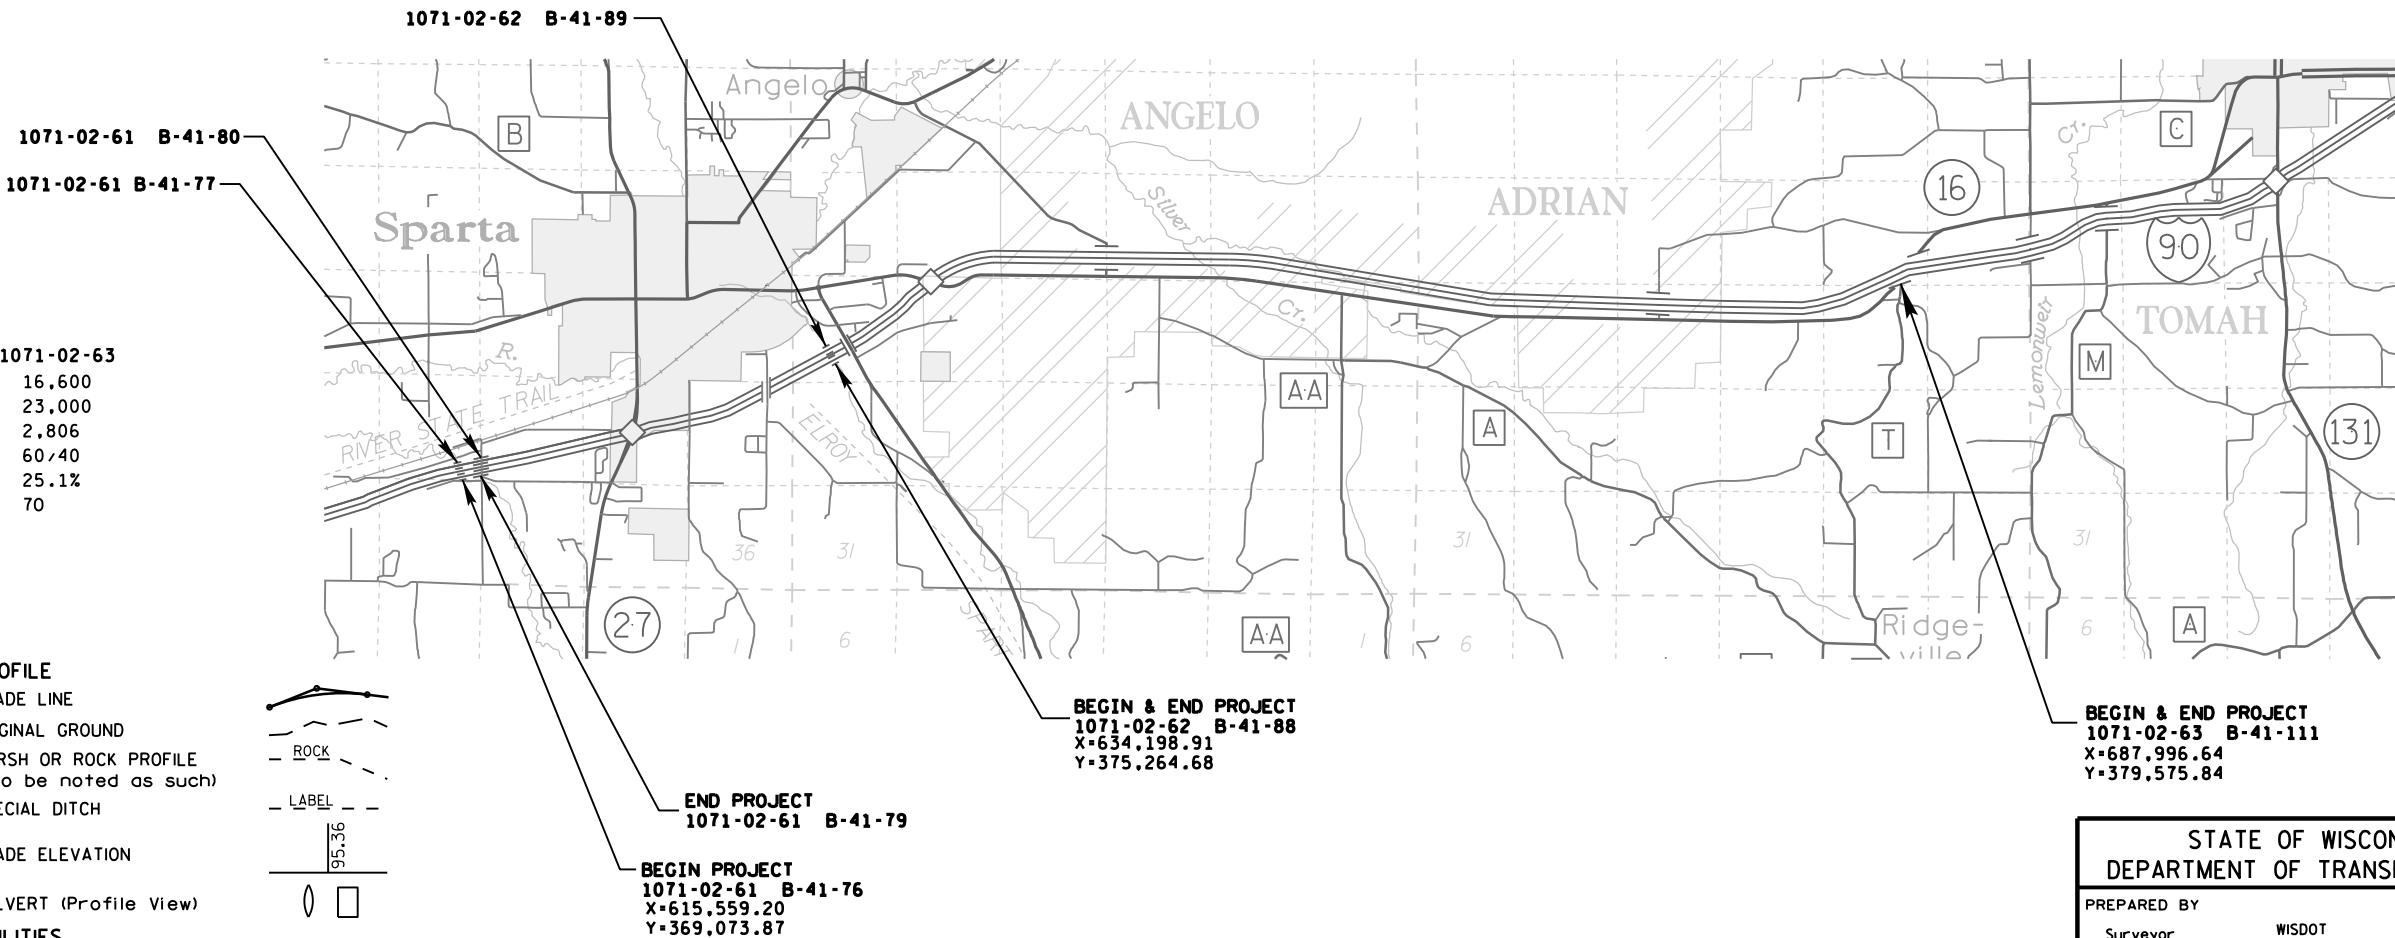 1071-02-62 B-41-89
1071-02-61 B-41-80
1071-02-61 B-41-77
Angelo
ANGELO
ADRIAN
Sparta
B
C
16
90
TOMAH
Silver
Cr.
Cr.
Lemonweir
R.
RIVER STATE TRAIL
ELROY
AA
A
T
M
131
36
31
31
31
27
1
6
AA
1
6
Ridge-
ville
6
A
1071-02-63
16,600
23,000
2,806
60/40
25.1%
70
BEGIN & END PROJECT
1071-02-62 B-41-88
X=634,198.91
Y=375,264.68
BEGIN & END PROJECT
1071-02-63 B-41-111
X=687,996.64
Y=379,575.84
END PROJECT
1071-02-61 B-41-79
BEGIN PROJECT
1071-02-61 B-41-76
X=615,559.20
Y=369,073.87
OFILE
ADE LINE
GINAL GROUND
RSH OR ROCK PROFILE
o be noted as such)
ROCK
ECIAL DITCH
LABEL
ADE ELEVATION
95.36
VERT (Profile View)
ILITIES
STATE OF WISCON
DEPARTMENT OF TRANS
PREPARED BY
Surveyor
WISDOT